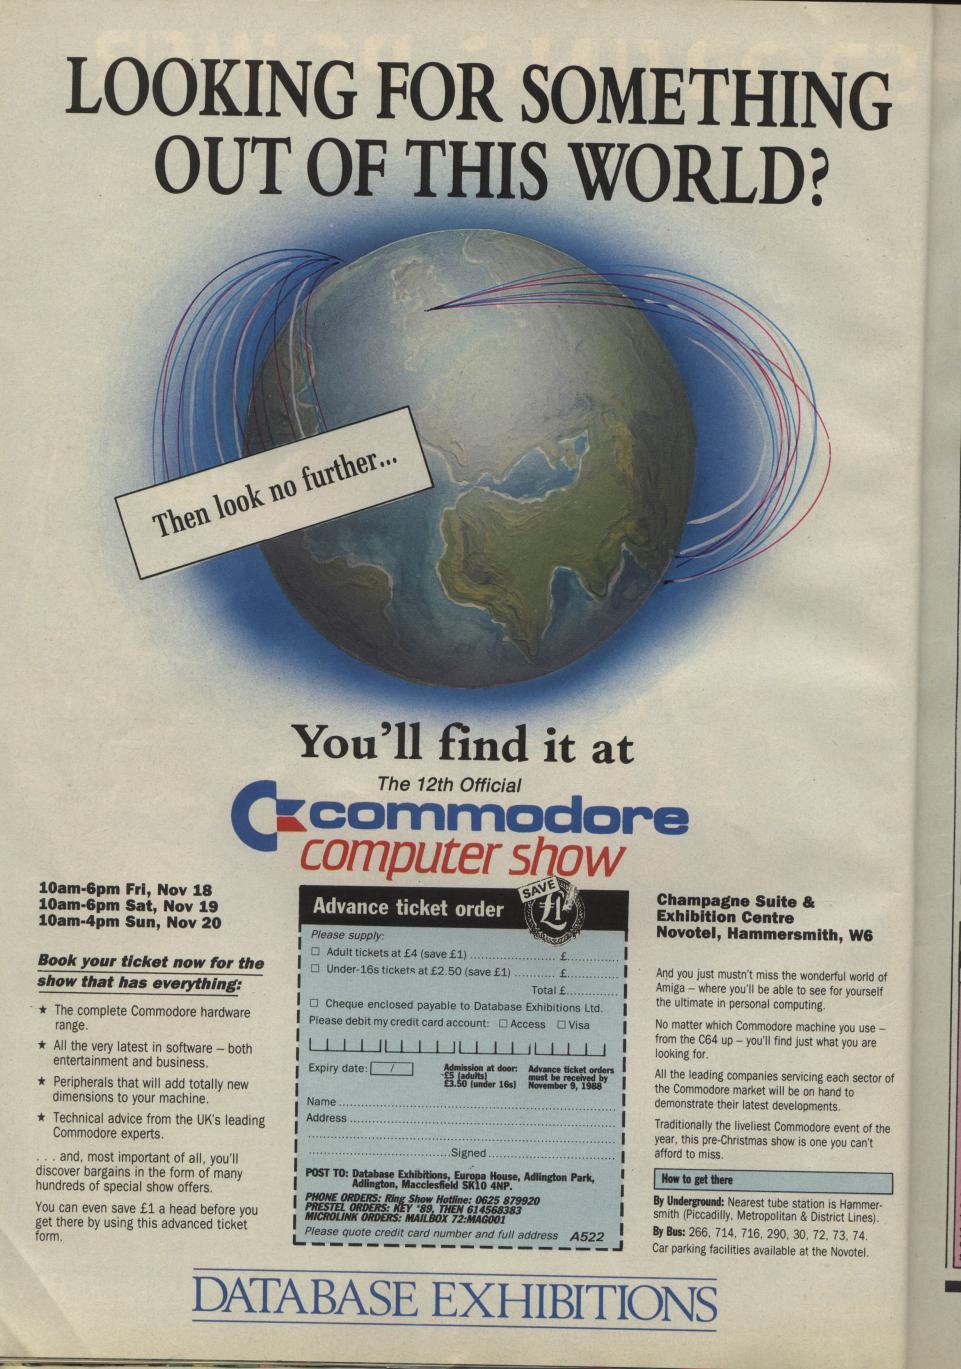 LOOKING FOR SOMETHING
OUT OF THIS WORLD?
Then look no further...
You'll find it at
The 12th Official
commodore
computer show
10am-6pm Fri, Nov 18
10am-6pm Sat, Nov 19
10am-4pm Sun, Nov 20
Book your ticket now for the
show that has everything:
★ The complete Commodore hardware
range.
★ All the very latest in software – both
entertainment and business.
★ Peripherals that will add totally new
dimensions to your machine.
★ Technical advice from the UK's leading
Commodore experts.
. . . and, most important of all, you'll
discover bargains in the form of many
hundreds of special show offers.
You can even save £1 a head before you
get there by using this advanced ticket
form.
Advance ticket order
SAVE
£1
Please supply:
☐ Adult tickets at £4 (save £1) ........................ £.............
☐ Under-16s tickets at £2.50 (save £1) ............ £.............
Total £.............
☐ Cheque enclosed payable to Database Exhibitions Ltd.
Please debit my credit card account: ☐ Access ☐ Visa
Expiry date: /
Admission at door:
£5 (adults)
£3.50 (under 16s)
Advance ticket orders
must be received by
November 9, 1988
Name ........................
Address ........................
........................Signed........................
POST TO: Database Exhibitions, Europa House, Adlington Park,
Adlington, Macclesfield SK10 4NP.
PHONE ORDERS: Ring Show Hotline: 0625 879920
PRESTEL ORDERS: KEY *89, THEN 614568383
MICROLINK ORDERS: MAILBOX 72:MAG001
Please quote credit card number and full address A522
Champagne Suite &
Exhibition Centre
Novotel, Hammersmith, W6
And you just mustn't miss the wonderful world of
Amiga – where you'll be able to see for yourself
the ultimate in personal computing.
No matter which Commodore machine you use –
from the C64 up – you'll find just what you are
looking for.
All the leading companies servicing each sector of
the Commodore market will be on hand to
demonstrate their latest developments.
Traditionally the liveliest Commodore event of the
year, this pre-Christmas show is one you can't
afford to miss.
How to get there
By Underground: Nearest tube station is Hammer-
smith (Piccadilly, Metropolitan & District Lines).
By Bus: 266, 714, 716, 290, 30, 72, 73, 74.
Car parking facilities available at the Novotel.
DATABASE EXHIBITIONS